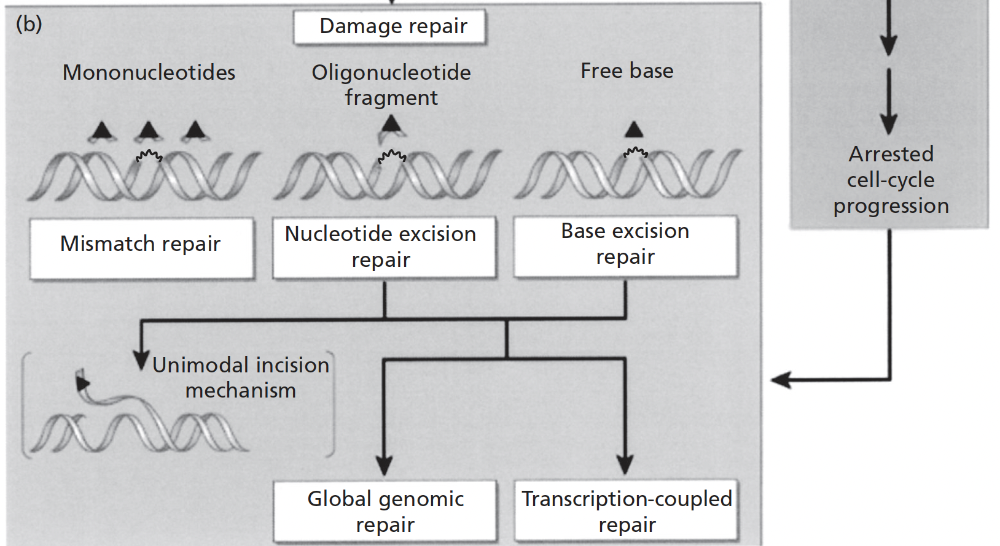 (b)
Damage repair
Mononucleotides
Oligonucleotide
fragment
Free base
Mismatch repair
Nucleotide excision
repair
Base excision
repair
Unimodal incision
mechanism
Global genomic
repair
Transcription-coupled
repair
Arrested
cell-cycle
progression